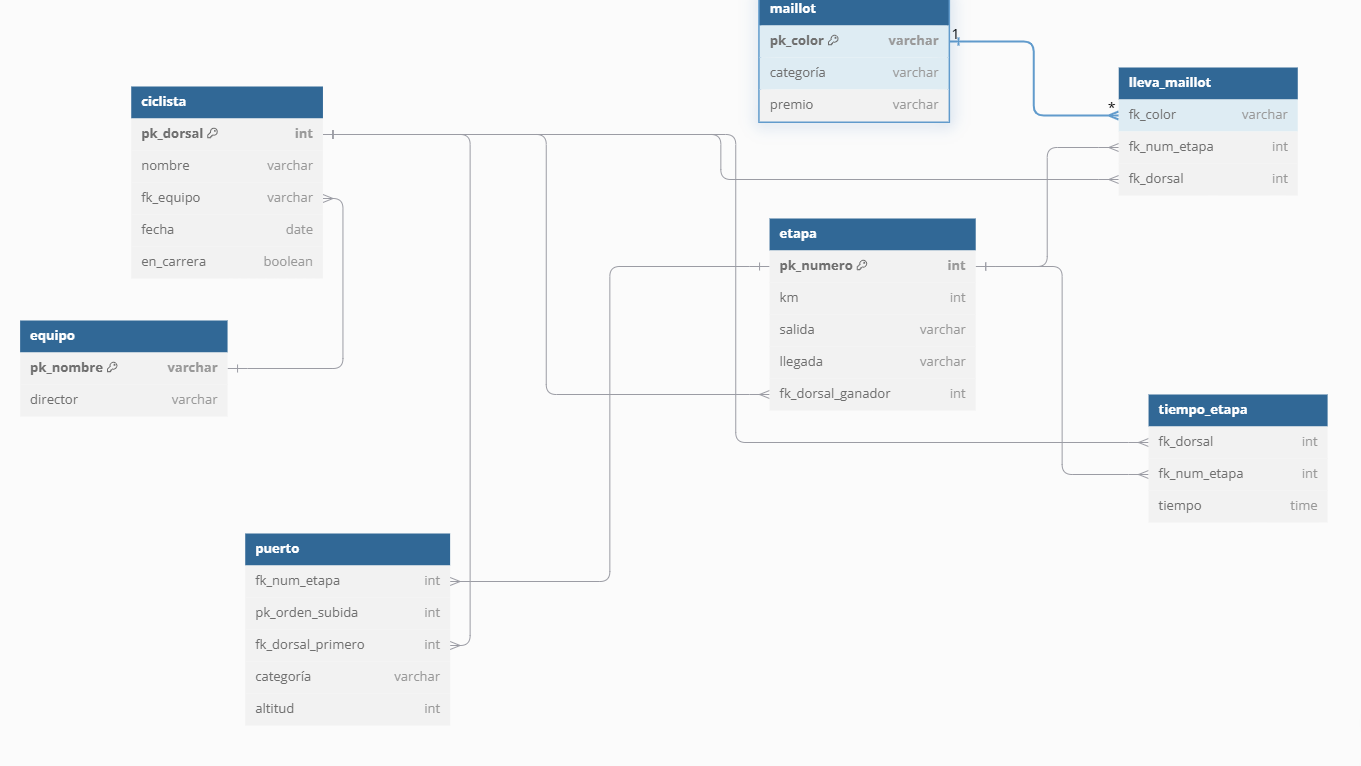 maillot
pk_color varchar
categoría varchar
premio varchar
1
*
lleva_maillot
fk_color varchar
fk_num_etapa int
fk_dorsal int
ciclista
pk_dorsal int
nombre varchar
fk_equipo varchar
fecha date
en_carrera boolean
etapa
pk_numero int
km int
salida varchar
llegada varchar
fk_dorsal_ganador int
equipo
pk_nombre varchar
director varchar
tiempo_etapa
fk_dorsal int
fk_num_etapa int
tiempo time
puerto
fk_num_etapa int
pk_orden_subida int
fk_dorsal_primero int
categoría varchar
altitud int